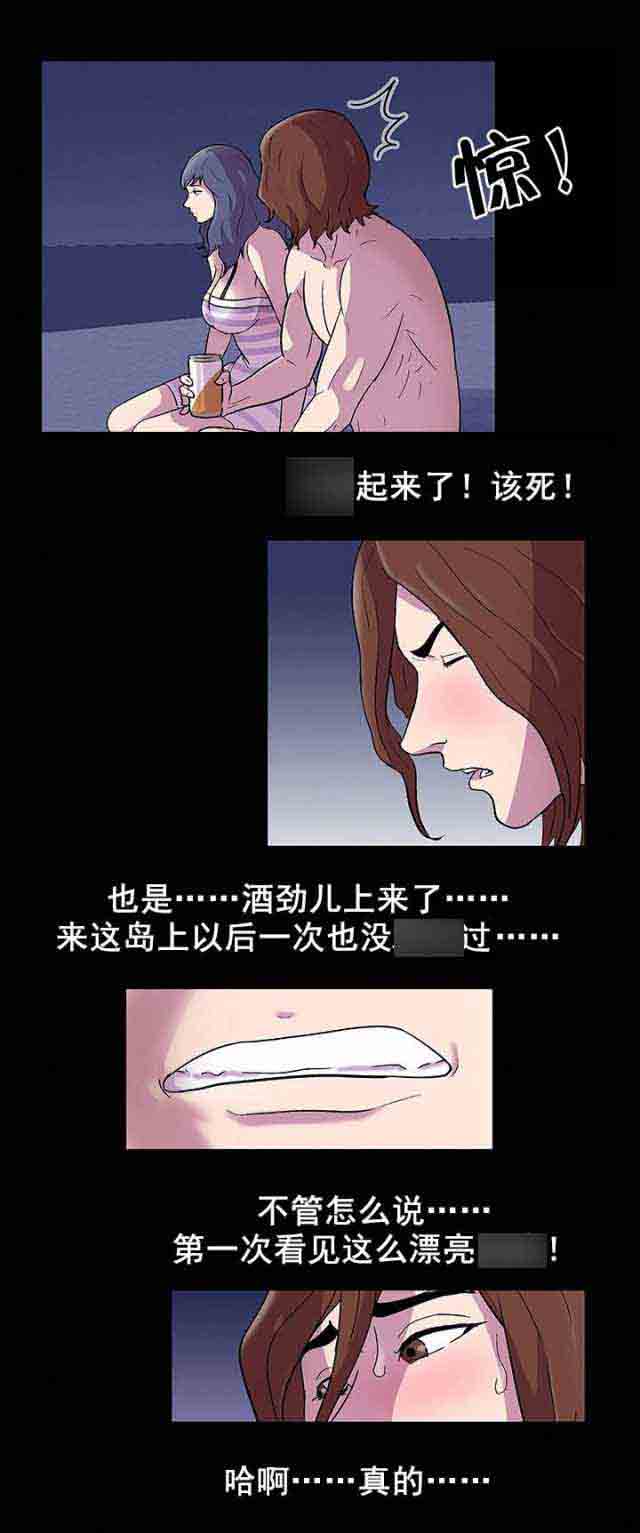 惊！
起来了！该死！
也是……酒劲儿上来了……
来这岛上以后一次也没过……
不管怎么说……
第一次看见这么漂亮！
哈啊……真的……